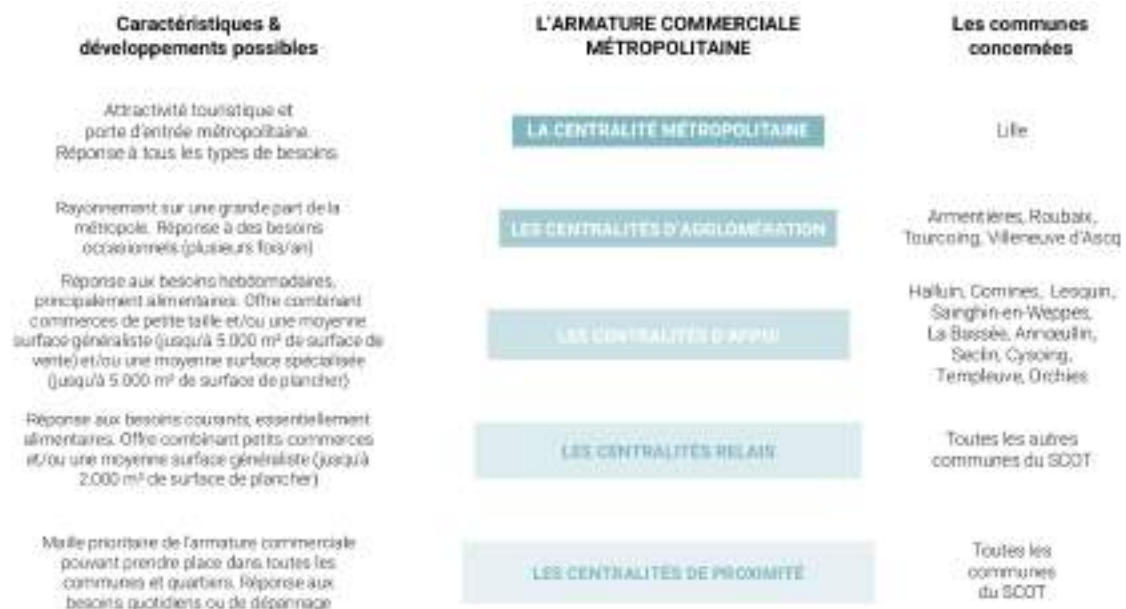 Caractéristiques &
développements possibles
L'ARMATURE COMMERCIALE
MÉTROPOLITAINE
Les communes
concernées
Attractivité touristique et
porte d'entrée métropolitaine.
Réponse à tous les types de besoins.
LA CENTRALITÉ MÉTROPOLITAINE
Lille
Rayonnement sur une grande part de la
métropole. Réponse à des besoins
occasionnels (plusieurs fois/an)
LES CENTRALITÉS D'AGGLOMÉRATION
Armentières, Roubaix,
Tourcoing, Villeneuve d'Ascq
Réponse aux besoins hebdomadaires,
principalement alimentaires. Offre combinant
commerces de petite taille et/ou une moyenne
surface généraliste (jusqu'à 5.000 m² de surface de
vente) et/ou une moyenne surface spécialisée
(jusqu'à 5.000 m² de surface de plancher)
LES CENTRALITÉS D'APPUI
Halluin, Comines, Lesquin,
Sainghin-en-Weppes,
La Bassée, Annœullin,
Seclin, Cysoing,
Templeuve, Orchies
Réponse aux besoins courants, essentiellement
alimentaires. Offre combinant petits commerces
et/ou une moyenne surface généraliste (jusqu'à
2.000 m² de surface de plancher)
LES CENTRALITÉS RELAIS
Toutes les autres
communes du SCOT
Maille prioritaire de l'armature commerciale
pouvant prendre place dans toutes les
communes et quartiers. Réponse aux
besoins quotidiens ou de dépannage
LES CENTRALITÉS DE PROXIMITÉ
Toutes les
communes
du SCOT